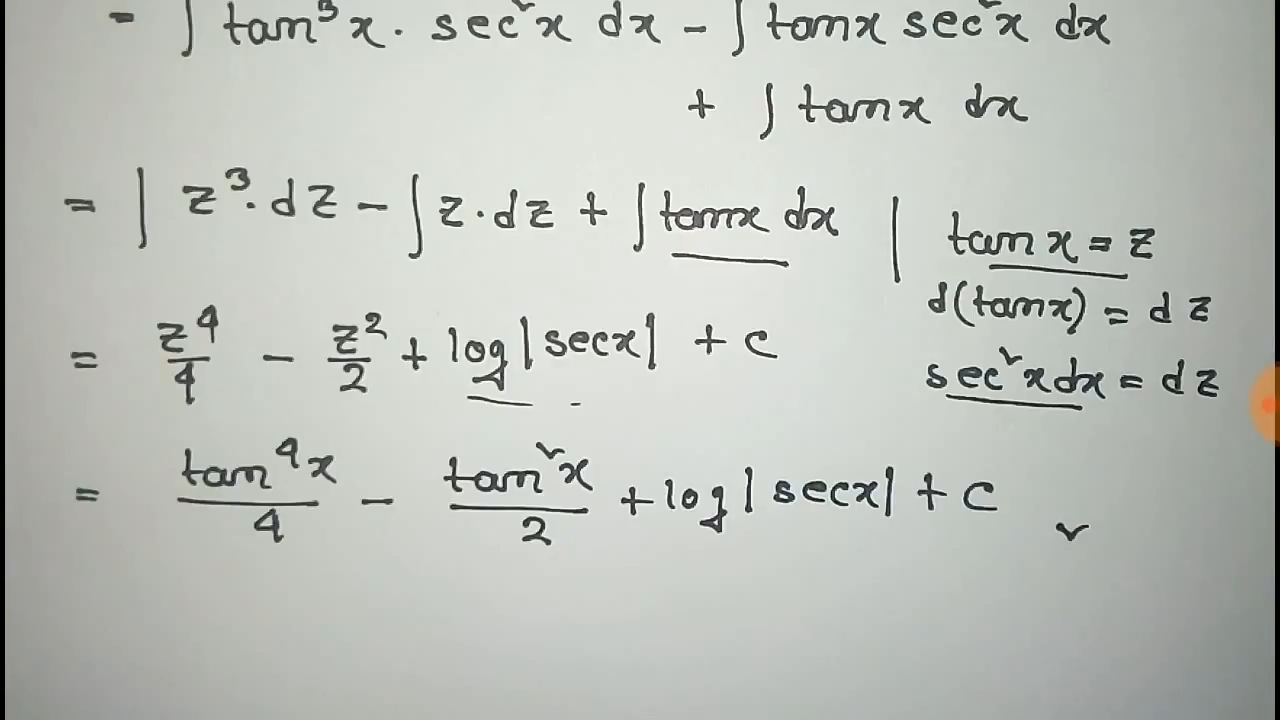 = ∫ tan³x · sec²x dx − ∫ tanx sec²x dx
+ ∫ tanx dx
= ∫ z³·dz − ∫ z·dz + ∫ tanx dx | tan x = z
d(tanx) = dz
= z⁴/4 − z²/2 + log|secx| + c
sec²x dx = dz
= tan⁴x/4 − tan²x/2 + log|secx| + c